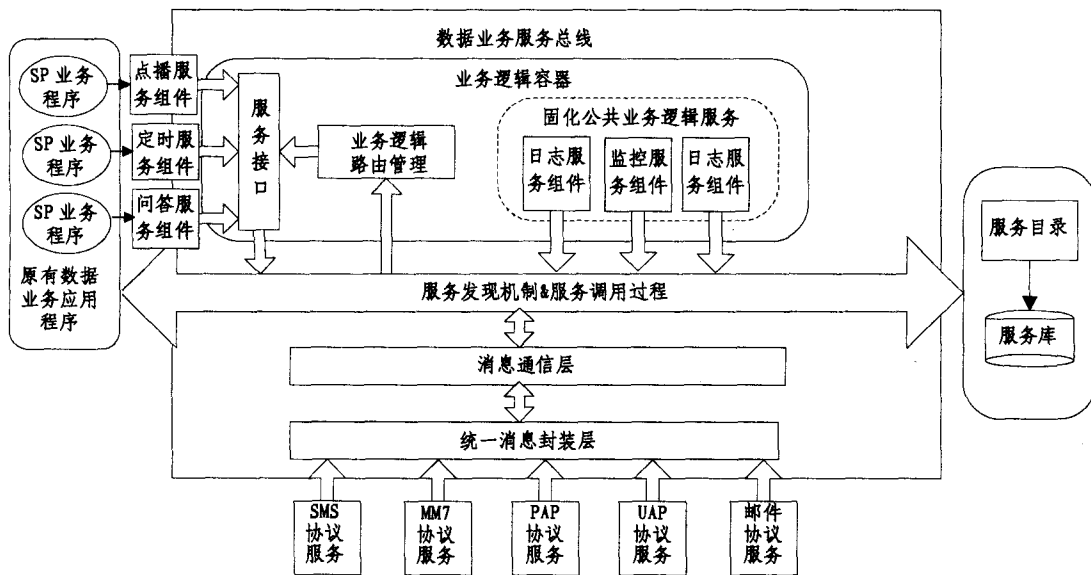 数据业务服务总线
业务逻辑容器
SP 业务
程序
SP 业务
程序
SP 业务
程序
原有数据
业务应用
程序
点播服
务组件
定时服
务组件
问答服
务组件
服
务
接
口
业务逻辑
路由管理
固化公共业务逻辑服务
日志服
务组件
监控服
务组件
日志服
务组件
服务目录
服务库
服务发现机制&服务调用过程
消息通信层
统一消息封装层
SMS
协议
服务
MM7
协议
服务
PAP
协议
服务
UAP
协议
服务
邮件
协议
服务